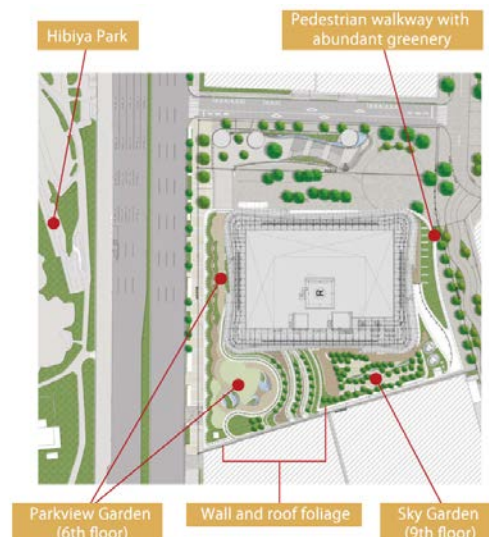 Hibiya Park
Pedestrian walkway with
abundant greenery
R
Parkview Garden
(6th floor)
Wall and roof foliage
Sky Garden
(9th floor)